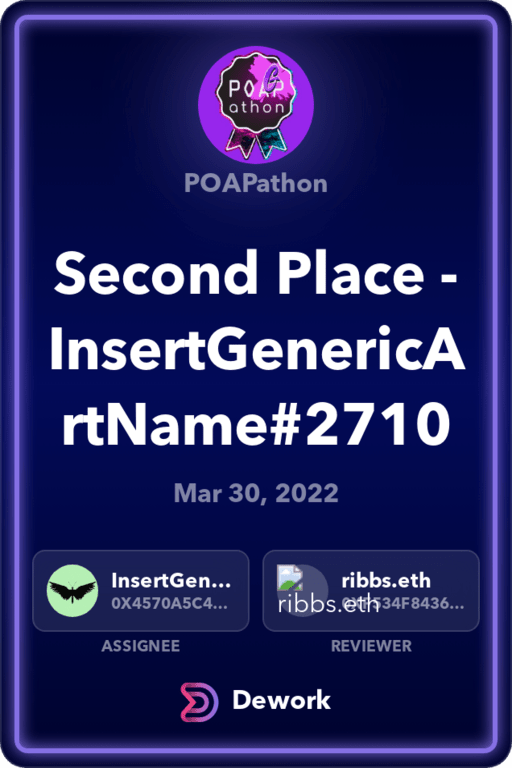 POAP
athon
POAPathon
Second Place -
InsertGenericA
rtName#2710
Mar 30, 2022
InsertGen...
0X4570A5C4...
ribbs.eth
ribbs.eth
534F8436...
ASSIGNEE
REVIEWER
Dework